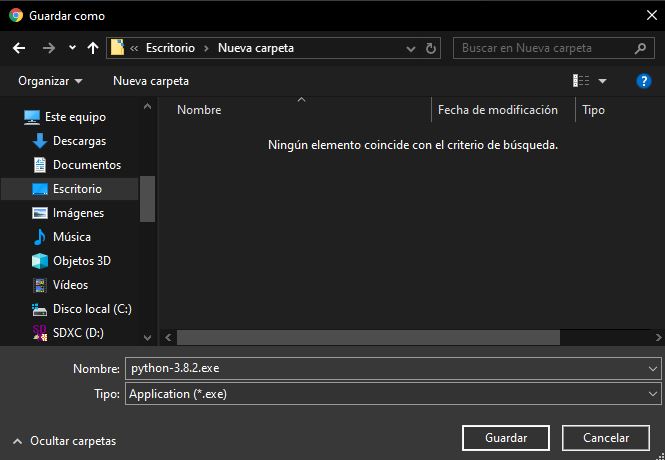 Guardar como
Escritorio > Nueva carpeta
Buscar en Nueva carpeta
Organizar
Nueva carpeta
?
Nombre
Fecha de modificación
Tipo
Ningún elemento coincide con el criterio de búsqueda.
Este equipo
Descargas
Documentos
Escritorio
Imágenes
Música
Objetos 3D
Vídeos
Disco local (C:)
SDXC (D:)
Nombre: python-3.8.2.exe
Tipo: Application (*.exe)
Ocultar carpetas
Guardar
Cancelar